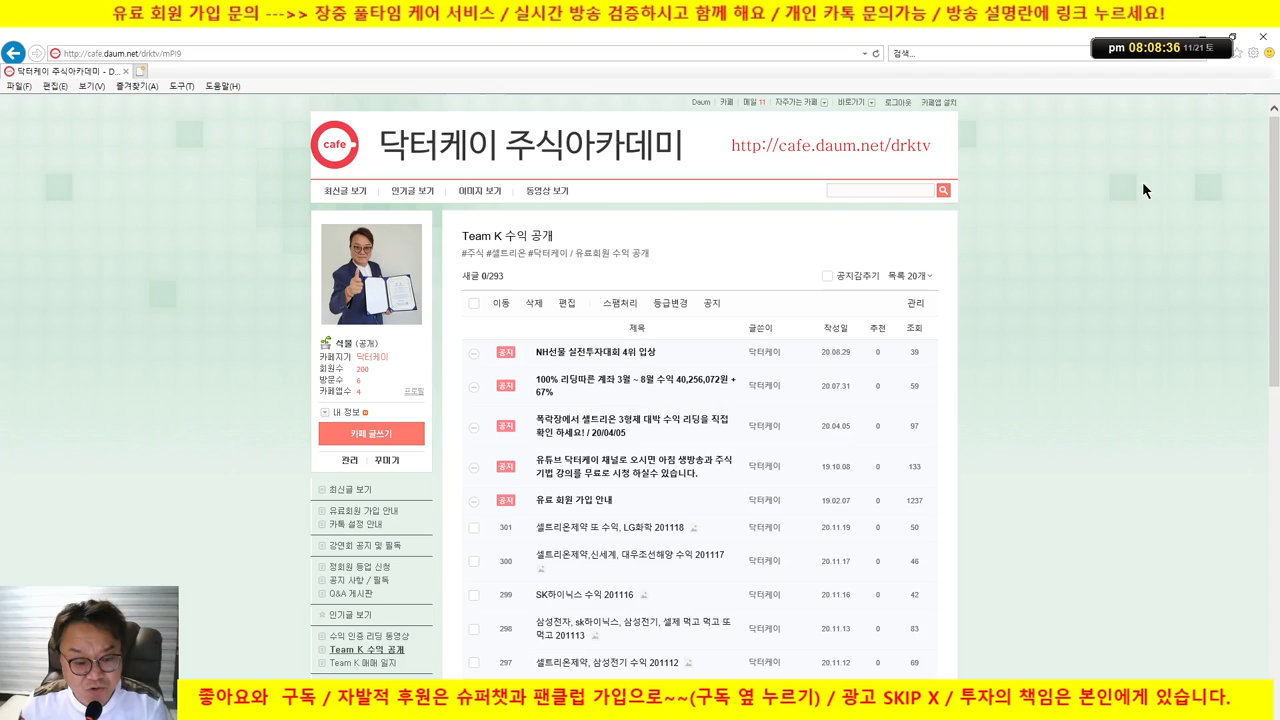 유료 회원 가입 문의 --->> 장중 풀타임 케어 서비스 / 실시간 방송 검증하시고 함께 해요 / 개인 카톡 문의가능 / 방송 설명란에 링크 누르세요!
http://cafe.daum.net/drktv/mPI9
검색...
pm 08:08:36 11/21 토
닥터케이 주식아카데미 - D...
파일(F) 편집(E) 보기(V) 즐겨찾기(A) 도구(T) 도움말(H)
Daum 카페 메일 11 자주가는 카페 바로가기 로그아웃 카페앱 설치
cafe 닥터케이 주식아카데미 http://cafe.daum.net/drktv
최신글 보기 인기글 보기 이미지 보기 동영상 보기
석률 (공개)
카페지기 닥터케이
회원수 200
방문수 6
카페앱수 4 프로필
내 정보
카페 글쓰기
관리 꾸미기
최신글 보기
유료회원 가입 안내
카톡 설정 안내
강연회 공지 및 필독
정회원 등업 신청
공지 사항 / 필독
Q&A 게시판
인기글 보기
수익 인증 리딩 동영상
Team K 수익 공개
Team K 매매 일지
Team K 수익 공개
#주식 #셀트리온 #닥터케이 / 유료회원 수익 공개
새글 0/293 공지감추기 목록 20개
이동 삭제 편집 스팸처리 등급변경 공지 관리
제목 글쓴이 작성일 추천 조회
공지 NH선물 실전투자대회 4위 입상 닥터케이 20.08.29 0 39
공지 100% 리딩따른 계좌 3월 ~ 8월 수익 40,256,072원 + 67% 닥터케이 20.07.31 0 59
공지 폭락장에서 셀트리온 3형제 대박 수익 리딩을 직접 확인 하세요! / 20/04/05 닥터케이 20.04.05 0 97
공지 유튜브 닥터케이 채널로 오시면 아침 생방송과 주식 기법 강의를 무료로 시청 하실수 있습니다. 닥터케이 19.10.08 0 133
공지 유료 회원 가입 안내 닥터케이 19.02.07 0 1237
301 셀트리온제약 또 수익, LG화학 201118 닥터케이 20.11.19 0 50
300 셀트리온제약,신세계, 대우조선해양 수익 201117 닥터케이 20.11.17 0 46
299 SK하이닉스 수익 201116 닥터케이 20.11.16 0 42
298 삼성전자, sk하이닉스, 삼성전기, 셀제 먹고 먹고 또 먹고 201113 닥터케이 20.11.13 0 83
297 셀트리온제약, 삼성전기 수익 201112 닥터케이 20.11.12 0 69
좋아요와 구독 / 자발적 후원은 슈퍼챗과 팬클럽 가입으로~~(구독 옆 누르기) / 광고 SKIP X / 투자의 책임은 본인에게 있습니다.